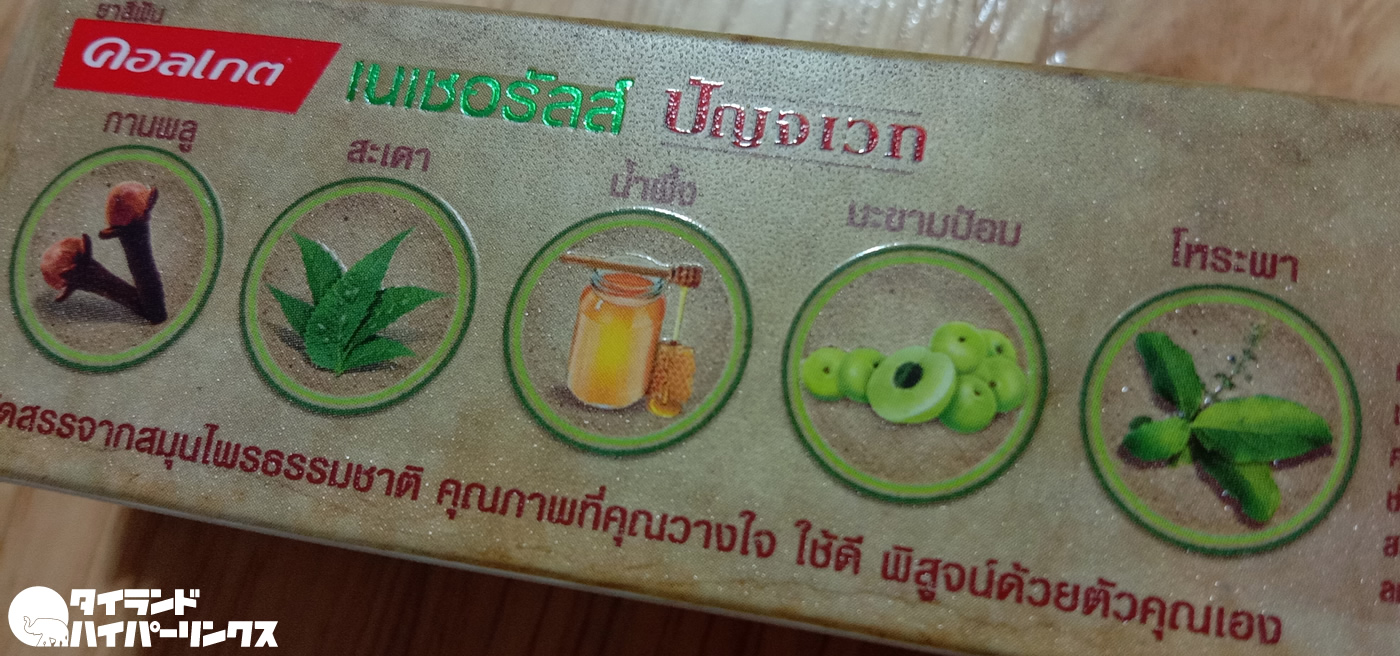 ยาสีฟัน
คอลเกต
เนเชอรัลส์ ปัญจเวท
กานพลู
สะเดา
น้ำผึ้ง
มะขามป้อม
โหระพา
สรรจากสมุนไพรธรรมชาติ คุณภาพที่คุณวางใจ ใช้ดี พิสูจน์ด้วยตัวคุณเอง
タイランド
ハイパーリンクス